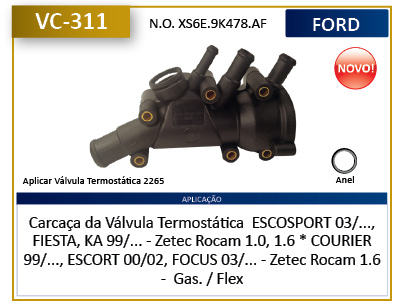 VC-311
N.O. XS6E.9K478.AF
FORD
NOVO!
Aplicar Válvula Termostática 2265
Anel
APLICAÇÃO
Carcaça da Válvula Termostática ESCOSPORT 03/...,
FIESTA, KA 99/... - Zetec Rocam 1.0, 1.6 * COURIER
99/..., ESCORT 00/02, FOCUS 03/... - Zetec Rocam 1.6
- Gas. / Flex